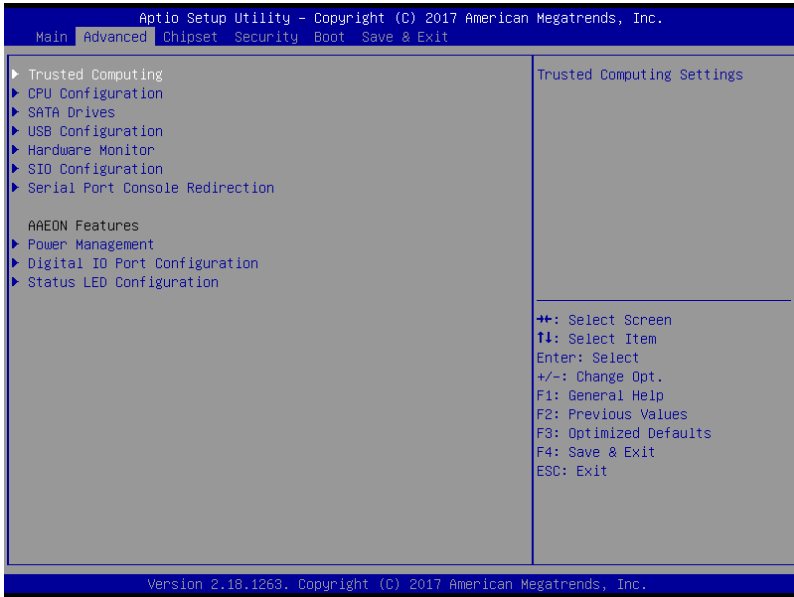 Aptio Setup Utility – Copyright (C) 2017 American Megatrends, Inc.
Main Advanced Chipset Security Boot Save & Exit
Trusted Computing
CPU Configuration
SATA Drives
USB Configuration
Hardware Monitor
SIO Configuration
Serial Port Console Redirection
AAEON Features
Power Management
Digital IO Port Configuration
Status LED Configuration
Trusted Computing Settings
→←: Select Screen
↑↓: Select Item
Enter: Select
+/-: Change Opt.
F1: General Help
F2: Previous Values
F3: Optimized Defaults
F4: Save & Exit
ESC: Exit
Version 2.18.1263. Copyright (C) 2017 American Megatrends, Inc.